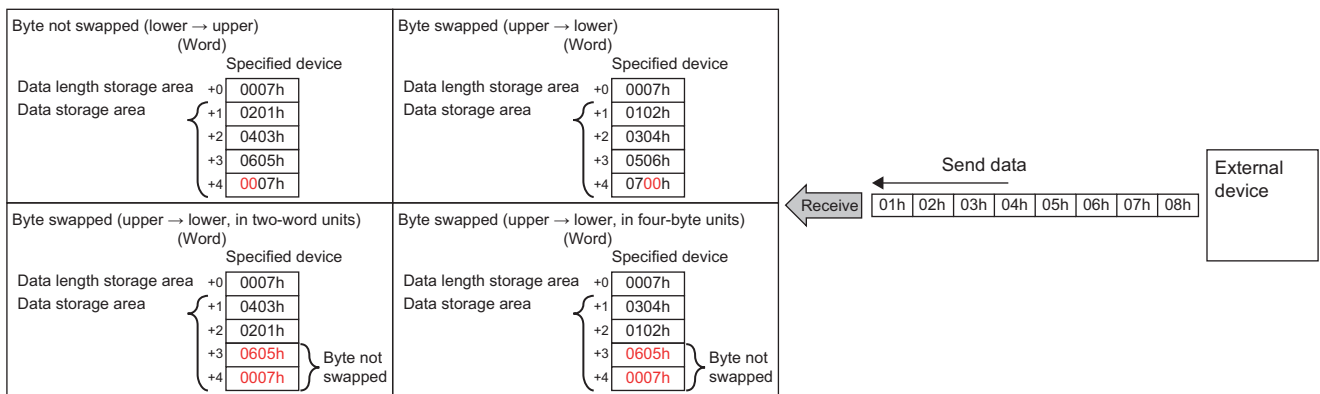 Byte not swapped (lower → upper)
(Word)
Specified device
Data length storage area +0 0007h
Data storage area +1 0201h
+2 0403h
+3 0605h
+4 0007h
Byte swapped (upper → lower)
(Word)
Specified device
Data length storage area +0 0007h
Data storage area +1 0102h
+2 0304h
+3 0506h
+4 0700h
Byte swapped (upper → lower, in two-word units)
(Word)
Specified device
Data length storage area +0 0007h
Data storage area +1 0403h
+2 0201h
+3 0605h
+4 0007h
Byte not
swapped
Byte swapped (upper → lower, in four-byte units)
(Word)
Specified device
Data length storage area +0 0007h
Data storage area +1 0304h
+2 0102h
+3 0605h
+4 0007h
Byte not
swapped
Send data
Receive 01h 02h 03h 04h 05h 06h 07h 08h
External
device